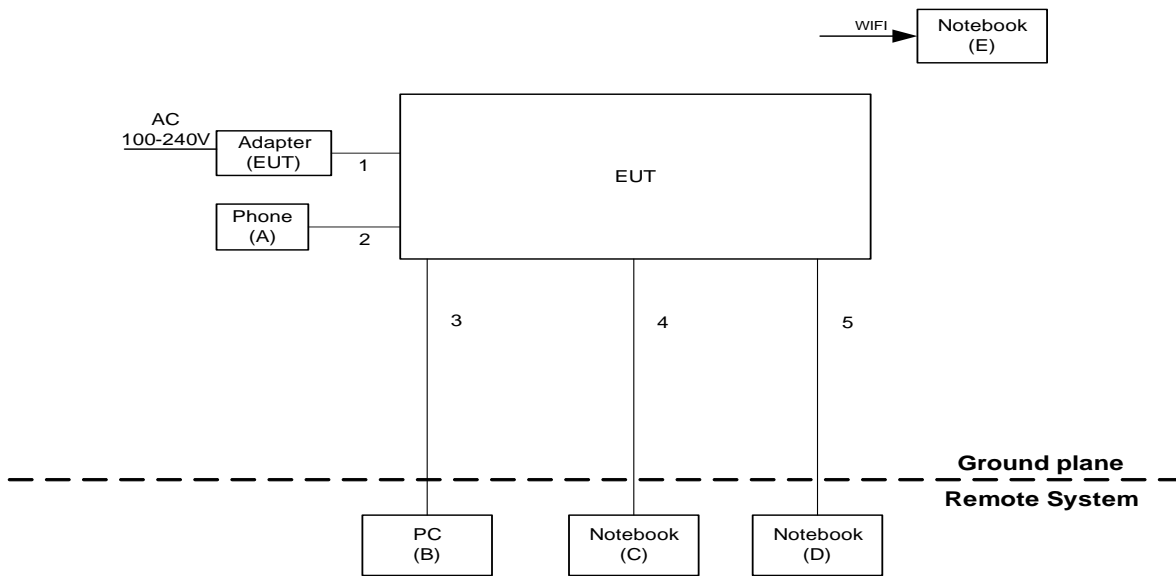 WIFI
Notebook
(E)
AC
100-240V
Adapter
(EUT)
1
EUT
Phone
(A)
2
3
4
5
Ground plane
Remote System
PC
(B)
Notebook
(C)
Notebook
(D)